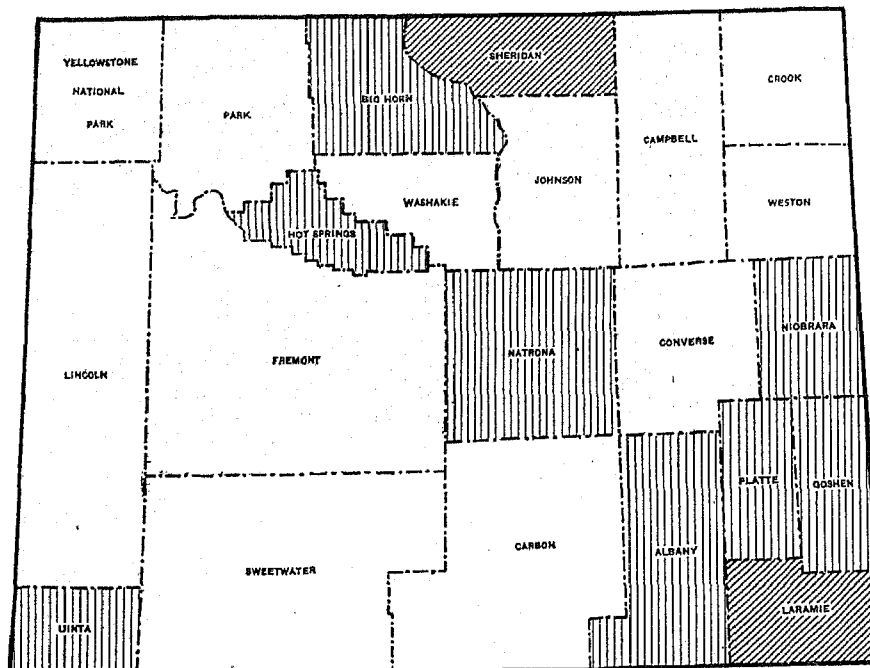 YELLOWSTONE
NATIONAL
PARK
PARK
BIG HORN
SHERIDAN
CAMPBELL
CROOK
JOHNSON
WESTON
WASHAKIE
HOT SPRINGS
LINCOLN
FREMONT
NATRONA
CONVERSE
NIOBRARA
PLATTE
GOSHEN
SWEETWATER
CARBON
ALBANY
UINTA
LARAMIE